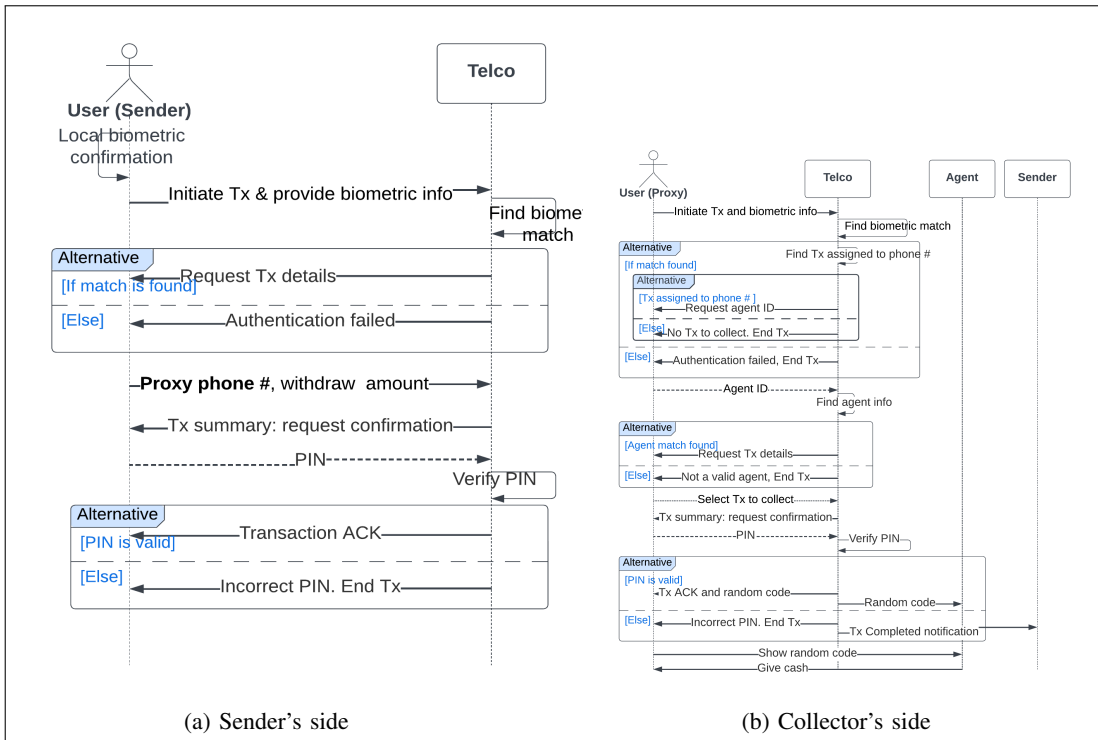 Telco
User (Sender)
Local biometric
confirmation
Initiate Tx & provide biometric info
Find biome
match
Alternative
Request Tx details
[If match is found]
[Else]
Authentication failed
Proxy phone #, withdraw amount
Tx summary: request confirmation
PIN
Verify PIN
Alternative
Transaction ACK
[PIN is valid]
[Else]
Incorrect PIN. End Tx
(a) Sender's side
User (Proxy)
Telco
Agent
Sender
Initiate Tx and biometric info
Find biometric match
Alternative
Find Tx assigned to phone #
[If match found]
Alternative
[Tx assigned to phone # ]
Request agent ID
[Else]
No Tx to collect. End Tx
[Else]
Authentication failed, End Tx
Agent ID
Find agent info
Alternative
[Agent match found]
Request Tx details
[Else]
Not a valid agent, End Tx
Select Tx to collect
Tx summary: request confirmation
PIN
Verify PIN
Alternative
[PIN is valid]
Tx ACK and random code
Random code
[Else]
Incorrect PIN. End Tx
Tx Completed notification
Show random code
Give cash
(b) Collector's side